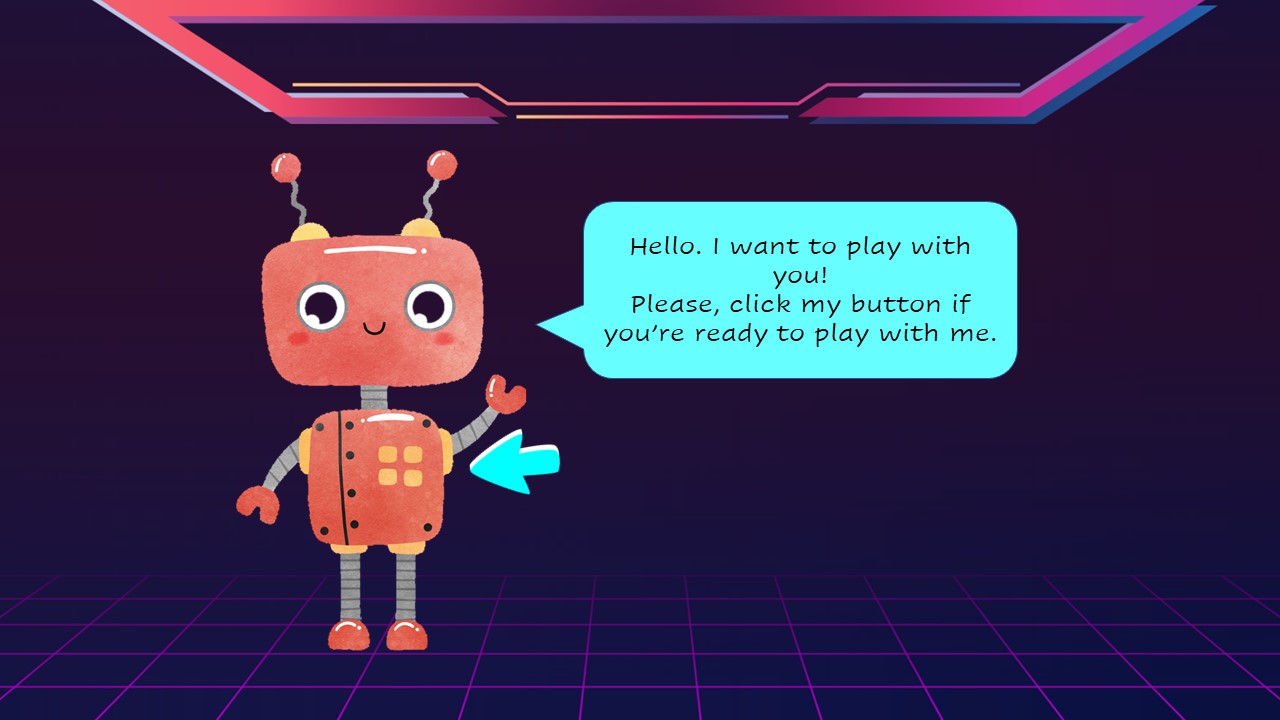 Hello. I want to play with
you!
Please, click my button if
you’re ready to play with me.